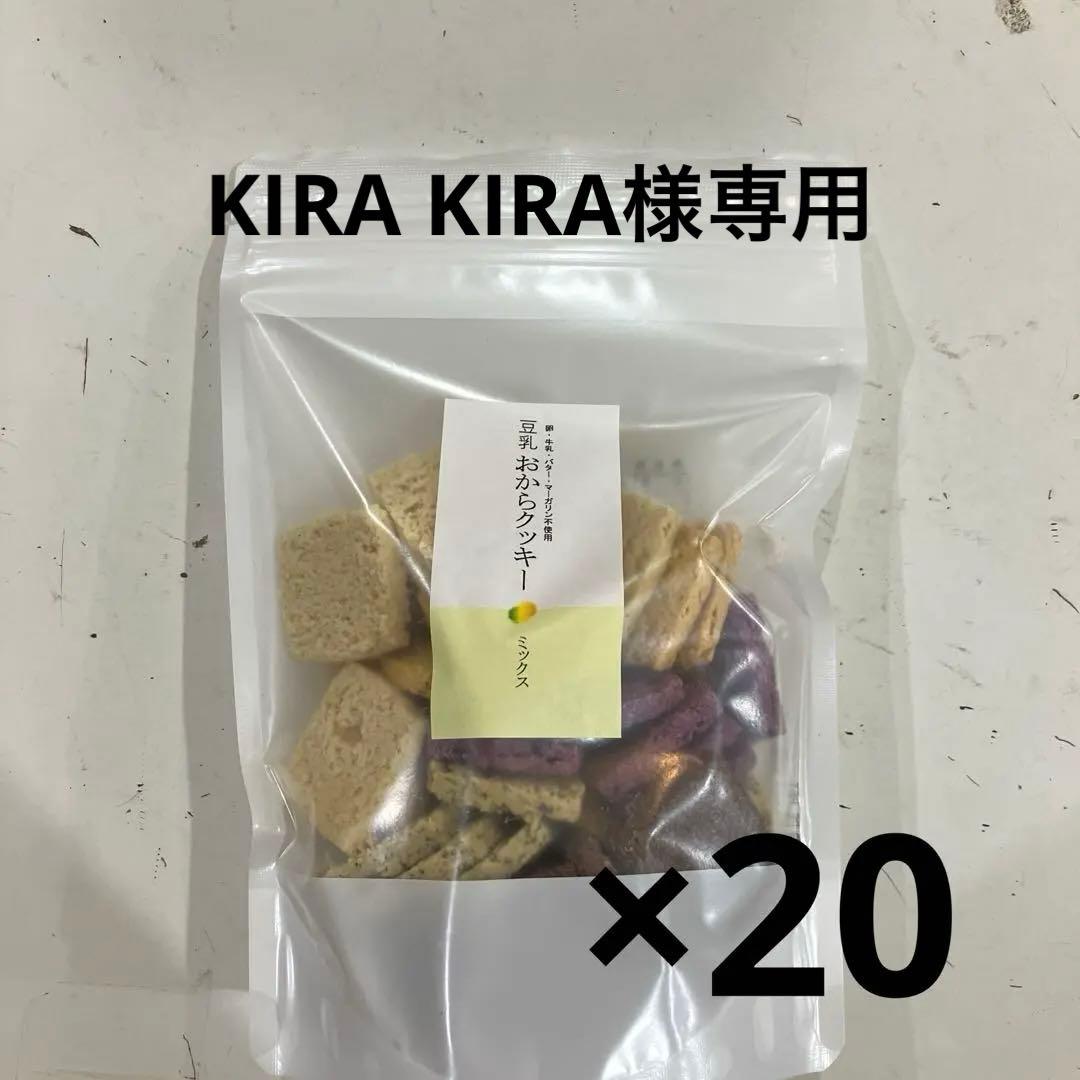 KIRA KIRA様専用
卵・牛乳・バター・マーガリン不使用
豆乳 おからクッキー
ミックス
×20